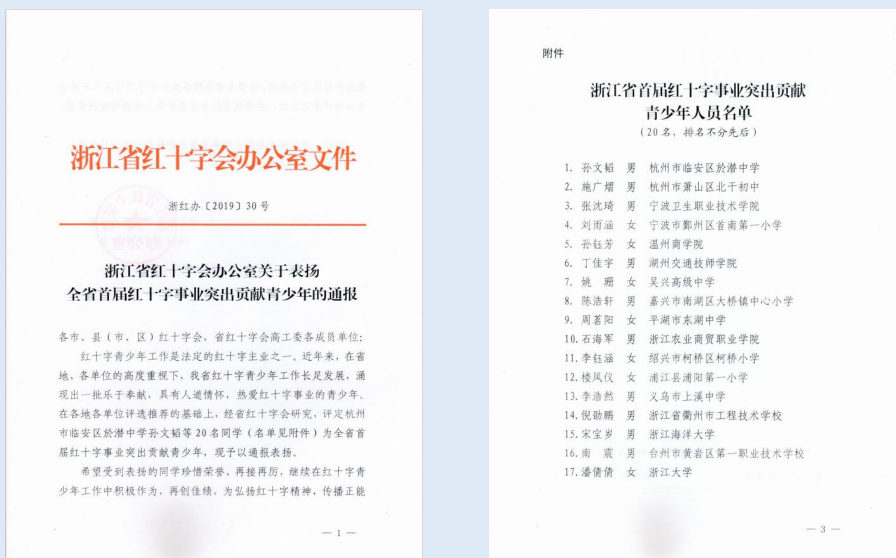 浙江省红十字会办公室文件
浙红办〔2019〕30号
浙江省红十字会办公室关于表扬
全省首届红十字事业突出贡献青少年的通报
各市、县（市、区）红十字会，省红十字会高工委各成员单位：
红十字青少年工作是法定的红十字主业之一。近年来，在省
地、各单位的高度重视下，我省红十字青少年工作长足发展，涌
现出一批乐于奉献，具有人道情怀，热爱红十字事业的青少年。
在各地各单位评选推荐的基础上，经省红十字会研究，评定杭州
市临安区於潜中学孙文韬等20名同学（名单见附件）为全省首
届红十字事业突出贡献青少年，现予以通报表扬。
希望受到表扬的同学珍惜荣誉、再接再厉，继续在红十字青
少年工作中积极作为，再创佳绩，为弘扬红十字精神，传播正能
— 1 —
附件
浙江省首届红十字事业突出贡献
青少年人员名单
（20名，排名不分先后）
1. 孙文韬 男 杭州市临安区於潜中学
2. 施广熠 男 杭州市萧山区北干初中
3. 张沈琦 男 宁波卫生职业技术学院
4. 刘雨涵 女 宁波市鄞州区首南第一小学
5. 孙钰芳 女 温州商学院
6. 丁佳宇 男 湖州交通技师学院
7. 姚 珊 女 吴兴高级中学
8. 陈浩轩 男 嘉兴市南湖区大桥镇中心小学
9. 周茗阳 女 平湖市东湖中学
10. 石海军 男 浙江农业商贸职业学院
11. 李钰涵 女 绍兴市柯桥区柯桥小学
12. 楼凤仪 女 浦江县浦阳第一小学
13. 李浩然 男 义乌市上溪中学
14. 倪勋鹏 男 浙江省衢州市工程技术学校
15. 宋宝岁 男 浙江海洋大学
16. 南 震 男 台州市黄岩区第一职业技术学校
17. 潘倩倩 女 浙江大学
— 3 —